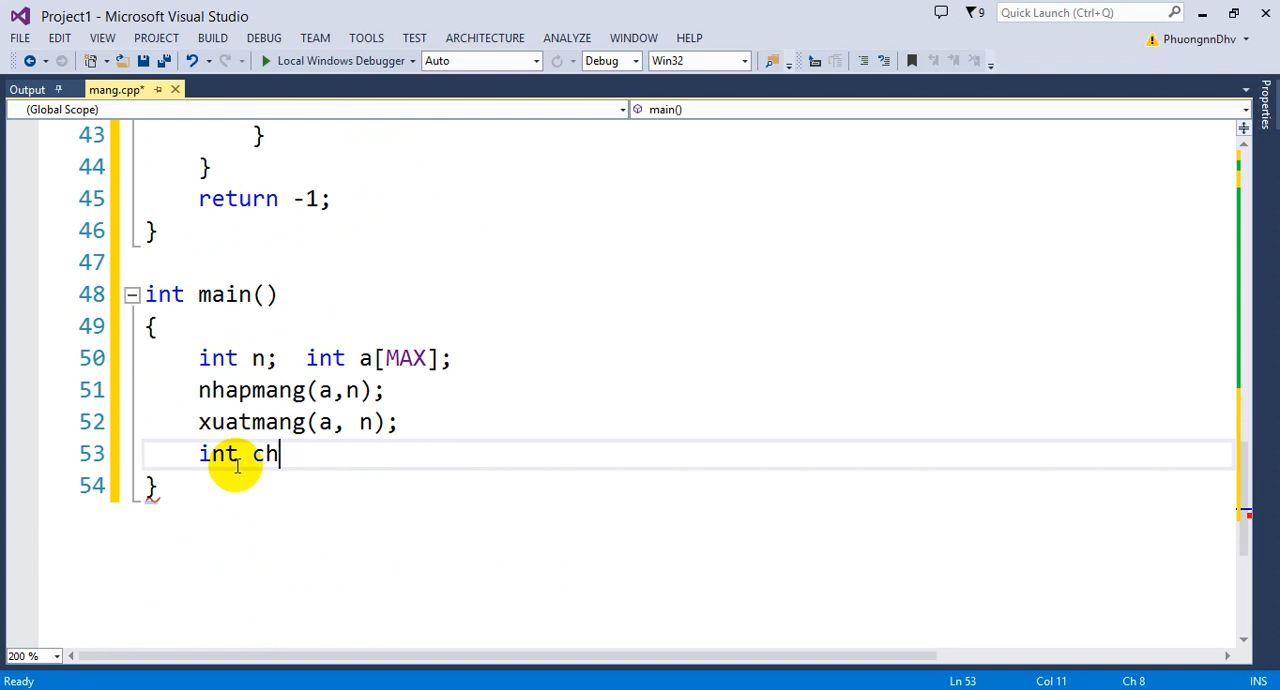 Project1 - Microsoft Visual Studio
9
Quick Launch (Ctrl+Q)
FILE EDIT VIEW PROJECT BUILD DEBUG TEAM TOOLS TEST ARCHITECTURE ANALYZE WINDOW HELP
PhuongnnDhv
Local Windows Debugger Auto Debug Win32
Output mang.cpp*
Properties
(Global Scope) main()
43 }
44 }
45 return -1;
46 }
47
48 int main()
49 {
50 int n; int a[MAX];
51 nhapmang(a,n);
52 xuatmang(a, n);
53 int ch
54 }
200 %
Ready Ln 53 Col 11 Ch 8 INS